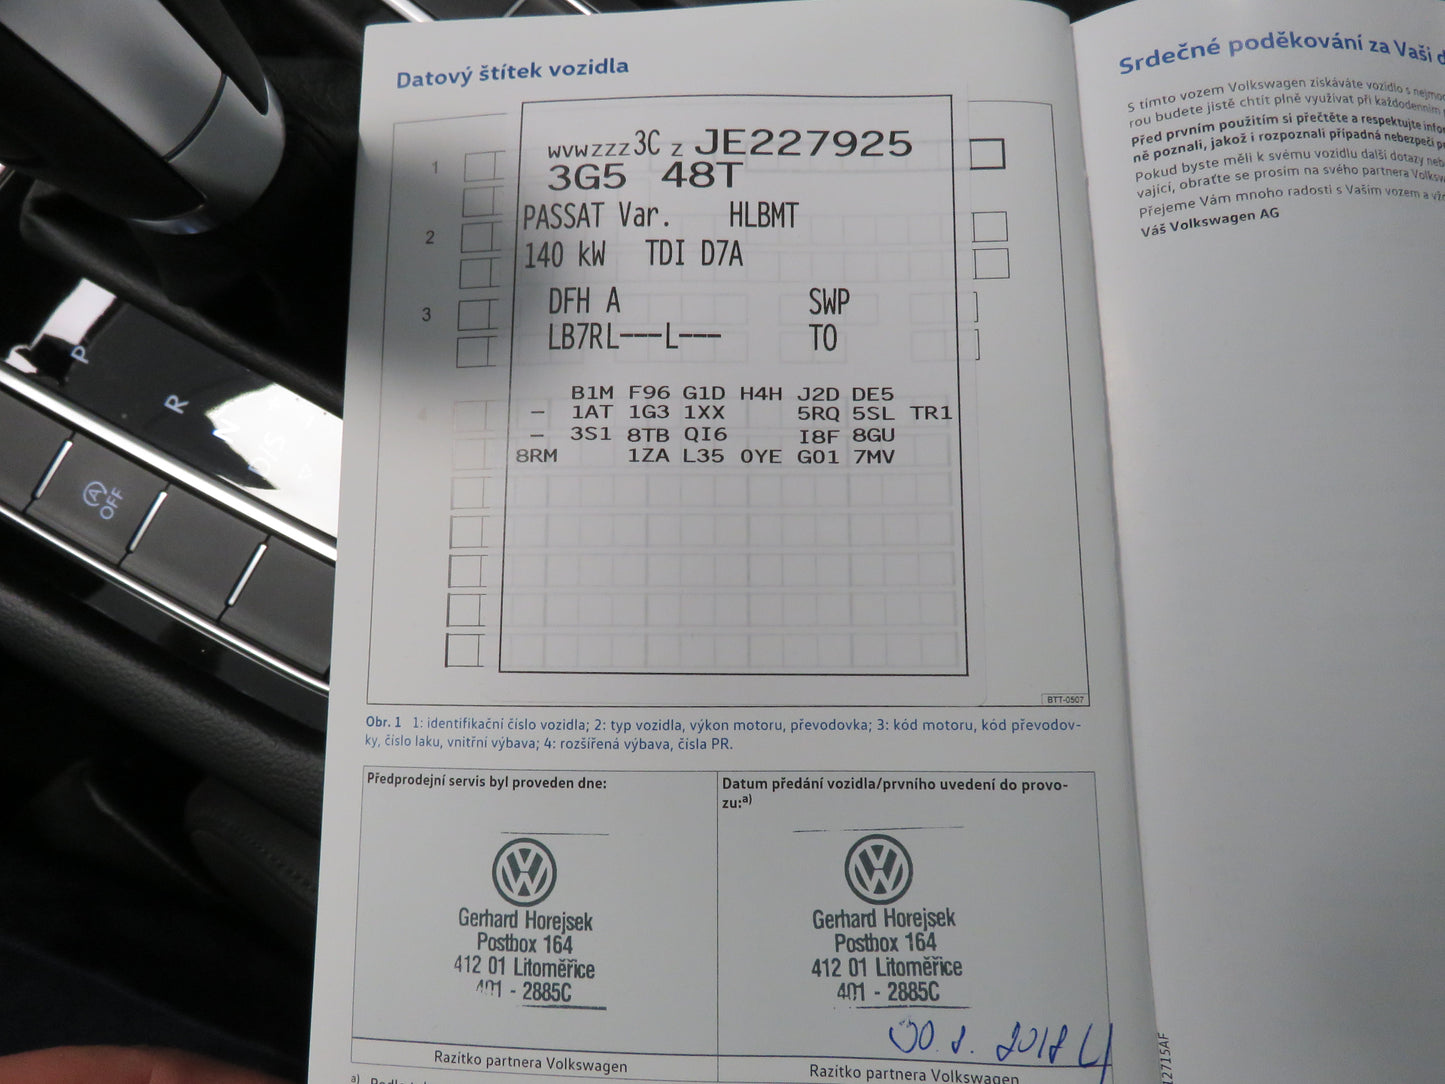 Datový štítek vozidla
1
WVWZZZ3C Z JE227925
3G5 48T
2
PASSAT Var. HLBMT
140 kW TDI D7A
3
DFH A SWP
LB7RL---L--- TO
4
B1M F96 G1D H4H J2D DE5
- 1AT 1G3 1XX 5RQ 5SL TR1
- 3S1 8TB QI6 I8F 8GU
8RM 1ZA L35 0YE G01 7MV
BTT-0507
Obr. 1 1: identifikační číslo vozidla; 2: typ vozidla, výkon motoru, převodovka; 3: kód motoru, kód převodov-
ky, číslo laku, vnitřní výbava; 4: rozšířená výbava, čísla PR.
Předprodejní servis byl proveden dne:
VW
Gerhard Horejsek
Postbox 164
412 01 Litoměřice
401 - 2885C
Razítko partnera Volkswagen
Datum předání vozidla/prvního uvedení do provo-
zu:a)
VW
Gerhard Horejsek
Postbox 164
412 01 Litoměřice
401 - 2885C
30. 8. 2018
Razítko partnera Volkswagen
a)
Srdečné poděkování za Vaši
S tímto vozem Volkswagen získáváte vozidlo s
rou budete jistě chtít plně využívat při každodenním
Před prvním použitím si přečtěte a respektujte
ně poznali, jakož i rozpoznali případná nebezpečí
Pokud byste měli k svému vozidlu další dotazy
vající, obraťte se prosím na svého partnera
Přejeme Vám mnoho radosti s Vaším vozem a
Váš Volkswagen AG
12715AF
P
R
N
D/S
A
OFF